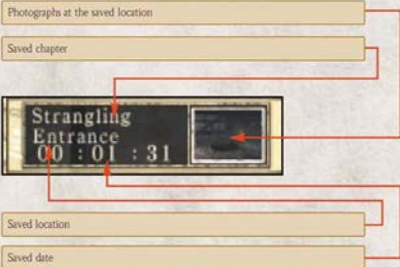 Photographs at the saved location
Saved chapter
Strangling
Entrance
00 : 01 : 31
Saved location
Saved date